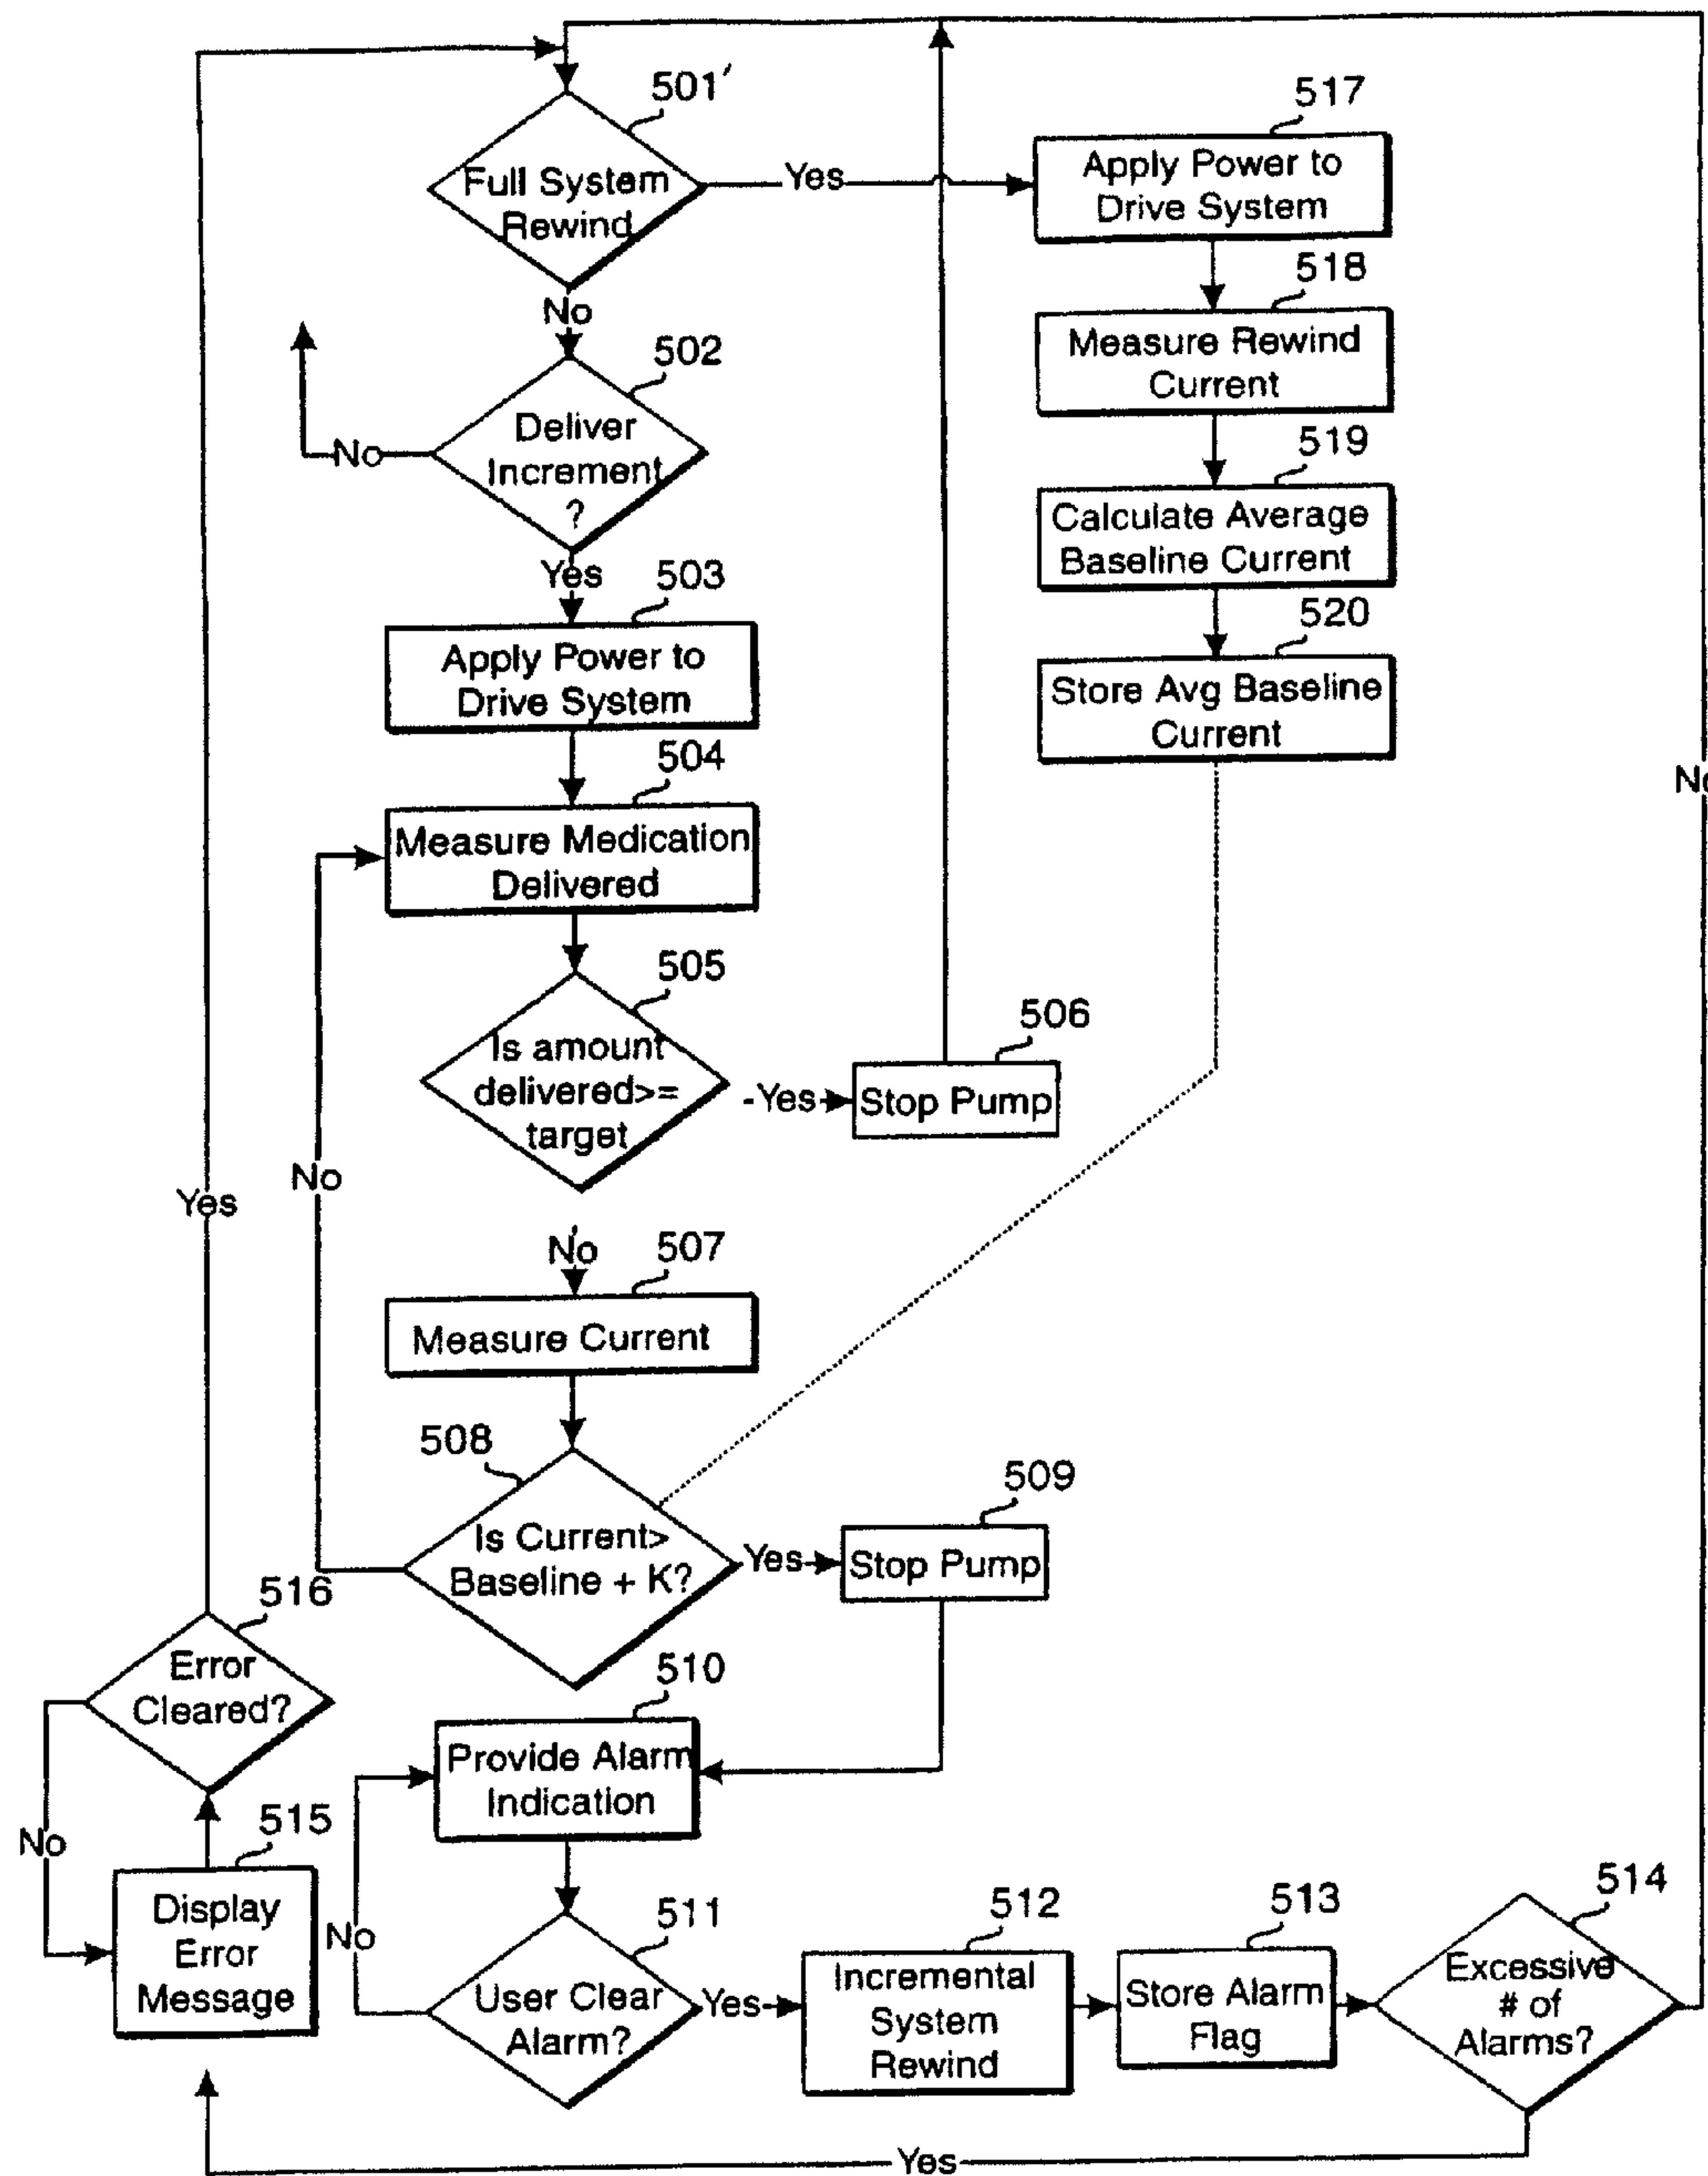 501'
Full System
Rewind
Yes
517
Apply Power to
Drive System
518
Measure Rewind
Current
519
Calculate Average
Baseline Current
520
Store Avg Baseline
Current
No
502
Deliver
Increment
?
No
Yes
503
Apply Power to
Drive System
504
Measure Medication
Delivered
505
Is amount
delivered>=
target
Yes
506
Stop Pump
No
507
Measure Current
508
Is Current>
Baseline + K?
No
Yes
509
Stop Pump
510
Provide Alarm
Indication
511
User Clear
Alarm?
No
Yes
512
Incremental
System
Rewind
513
Store Alarm
Flag
514
Excessive
# of
Alarms?
No
Yes
515
Display
Error
Message
516
Error
Cleared?
No
Yes